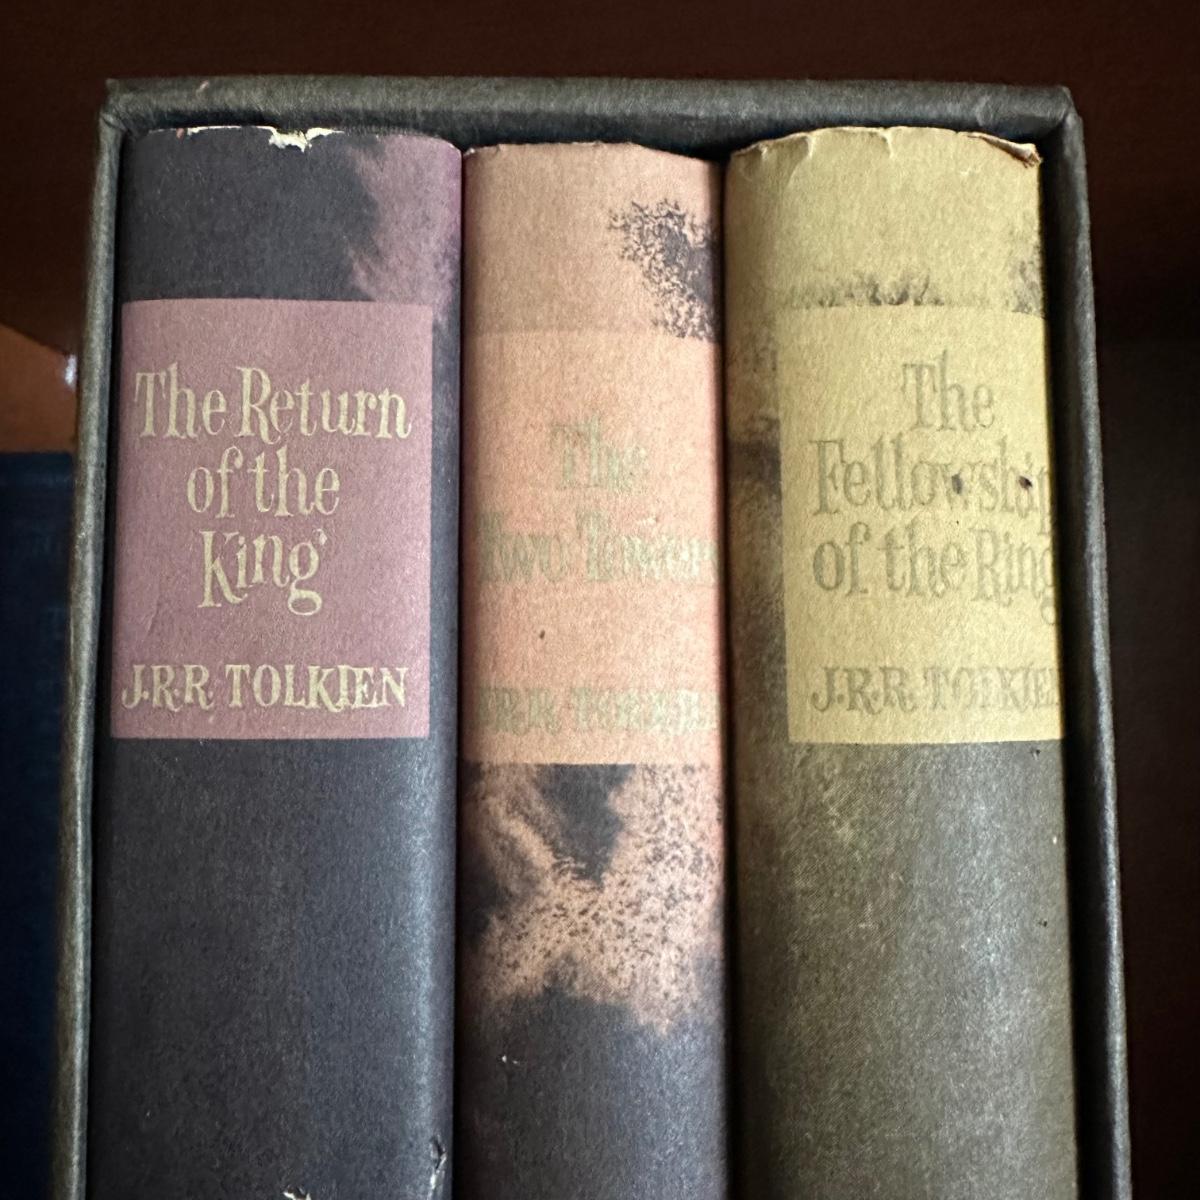 The Return
of the
King
J.R.R. TOLKIEN
The
Two Towers
J.R.R. TOLKIEN
The
Fellowship
of the Ring
J.R.R. TOLKIEN